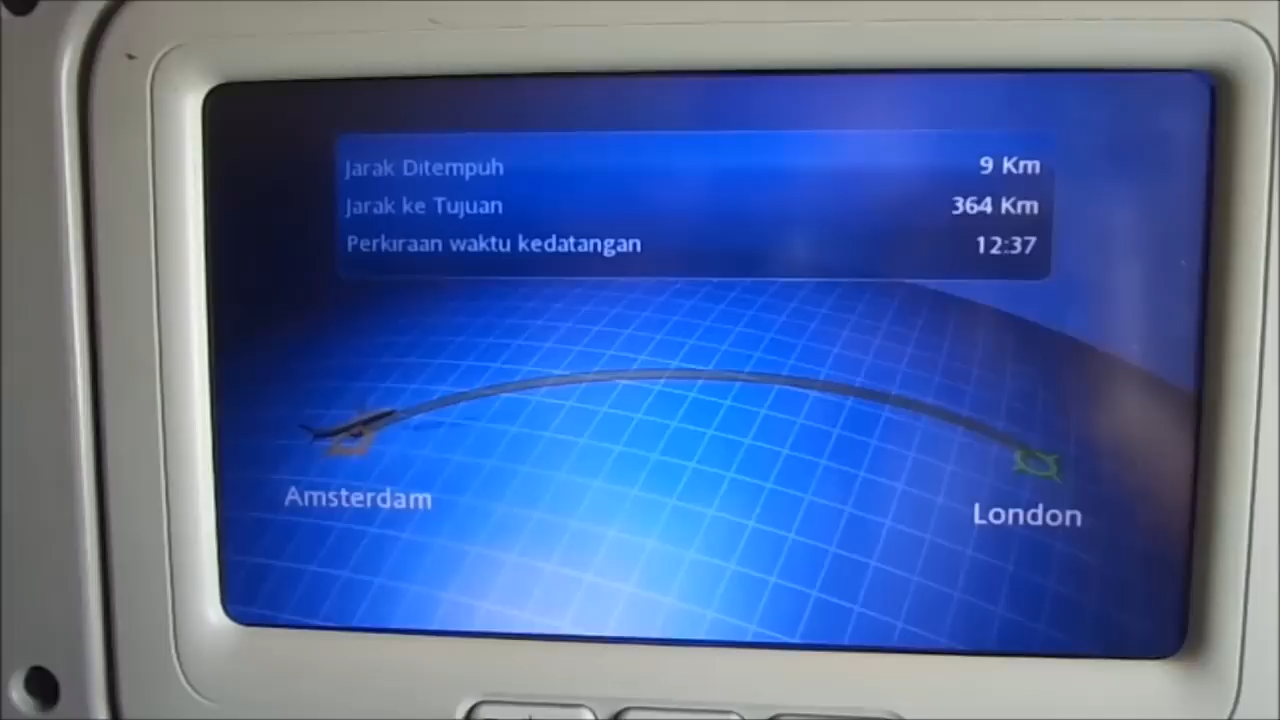 Jarak Ditempuh 9 Km
Jarak ke Tujuan 364 Km
Perkiraan waktu kedatangan 12:37
Amsterdam
London